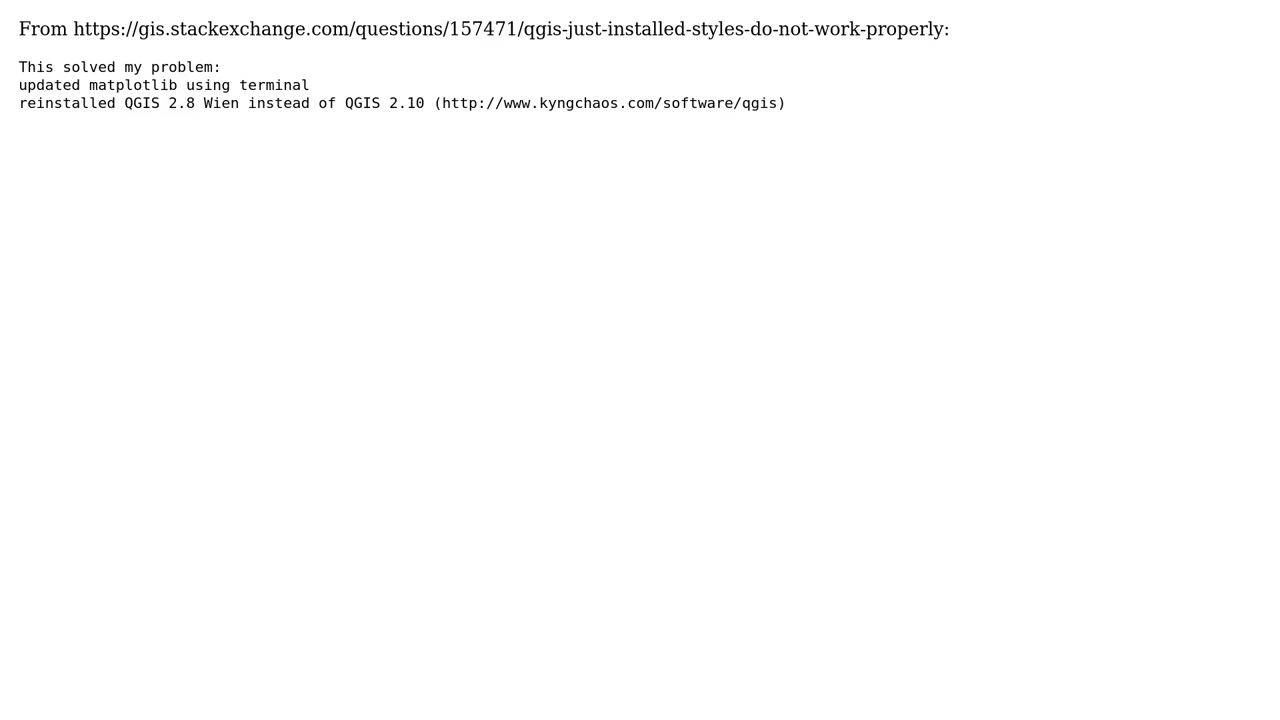 From https://gis.stackexchange.com/questions/157471/qgis-just-installed-styles-do-not-work-properly:
This solved my problem:
updated matplotlib using terminal
reinstalled QGIS 2.8 Wien instead of QGIS 2.10 (http://www.kyngchaos.com/software/qgis)